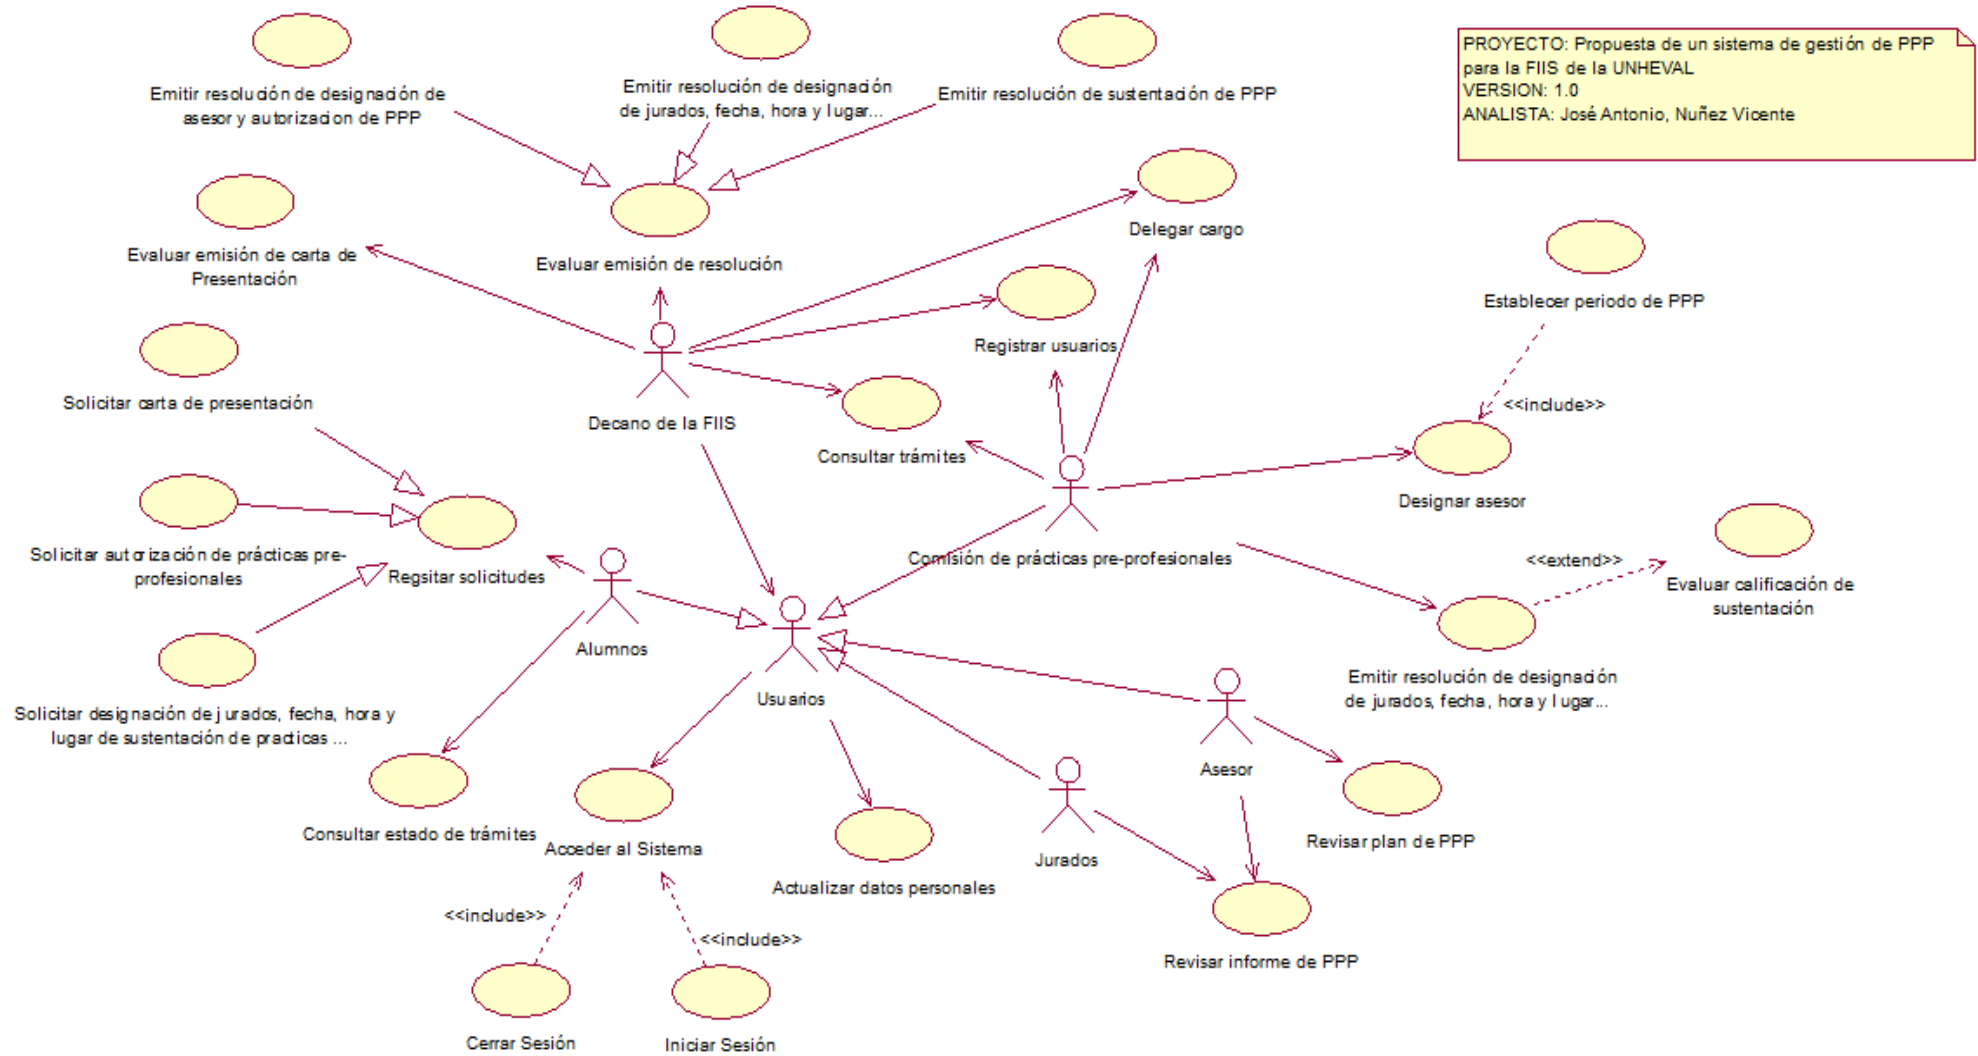 Emitir resolución de designación de
asesor y autorizacion de PPP
Emitir resolución de designación
de jurados, fecha, hora y lugar...
Emitir resolución de sustentación de PPP
PROYECTO: Propuesta de un sistema de gestión de PPP
para la FIIS de la UNHEVAL
VERSION: 1.0
ANALISTA: José Antonio, Nuñez Vicente
Evaluar emisión de carta de
Presentación
Evaluar emisión de resolución
Delegar cargo
Establecer periodo de PPP
Registrar usuarios
Solicitar carta de presentación
Decano de la FIIS
Consultar trámites
<<include>>
Designar asesor
Solicitar autorización de prácticas pre-
profesionales
Regsitar solicitudes
Comisión de prácticas pre-profesionales
<<extend>>
Evaluar calificación de
sustentación
Alumnos
Usuarios
Emitir resolución de designación
de jurados, fecha, hora y lugar...
Solicitar designación de jurados, fecha, hora y
lugar de sustentación de practicas ...
Asesor
Consultar estado de trámites
Acceder al Sistema
Revisar plan de PPP
Jurados
Actualizar datos personales
<<include>>
<<include>>
Revisar informe de PPP
Cerrar Sesión
Iniciar Sesión